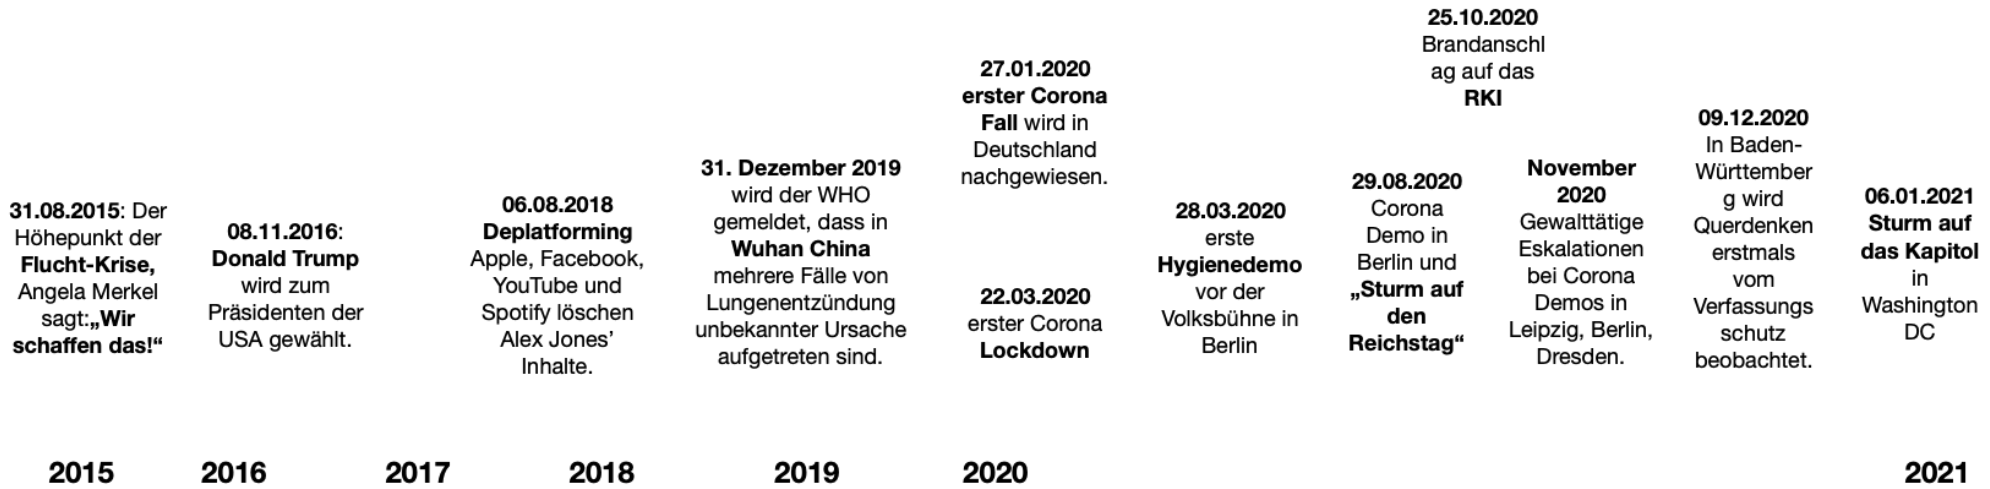 31.08.2015: Der
Höhepunkt der
Flucht-Krise,
Angela Merkel
sagt:„Wir
schaffen das!“
08.11.2016:
Donald Trump
wird zum
Präsidenten der
USA gewählt.
06.08.2018
Deplatforming
Apple, Facebook,
YouTube und
Spotify löschen
Alex Jones’
Inhalte.
31. Dezember 2019
wird der WHO
gemeldet, dass in
Wuhan China
mehrere Fälle von
Lungenentzündung
unbekannter Ursache
aufgetreten sind.
27.01.2020
erster Corona
Fall wird in
Deutschland
nachgewiesen.
22.03.2020
erster Corona
Lockdown
28.03.2020
erste
Hygienedemo
vor der
Volksbühne in
Berlin
29.08.2020
Corona
Demo in
Berlin und
„Sturm auf
den
Reichstag“
25.10.2020
Brandanschl
ag auf das
RKI
November
2020
Gewalttätige
Eskalationen
bei Corona
Demos in
Leipzig, Berlin,
Dresden.
09.12.2020
In Baden-
Württember
g wird
Querdenken
erstmals
vom
Verfassungs
schutz
beobachtet.
06.01.2021
Sturm auf
das Kapitol
in
Washington
DC
2015
2016
2017
2018
2019
2020
2021